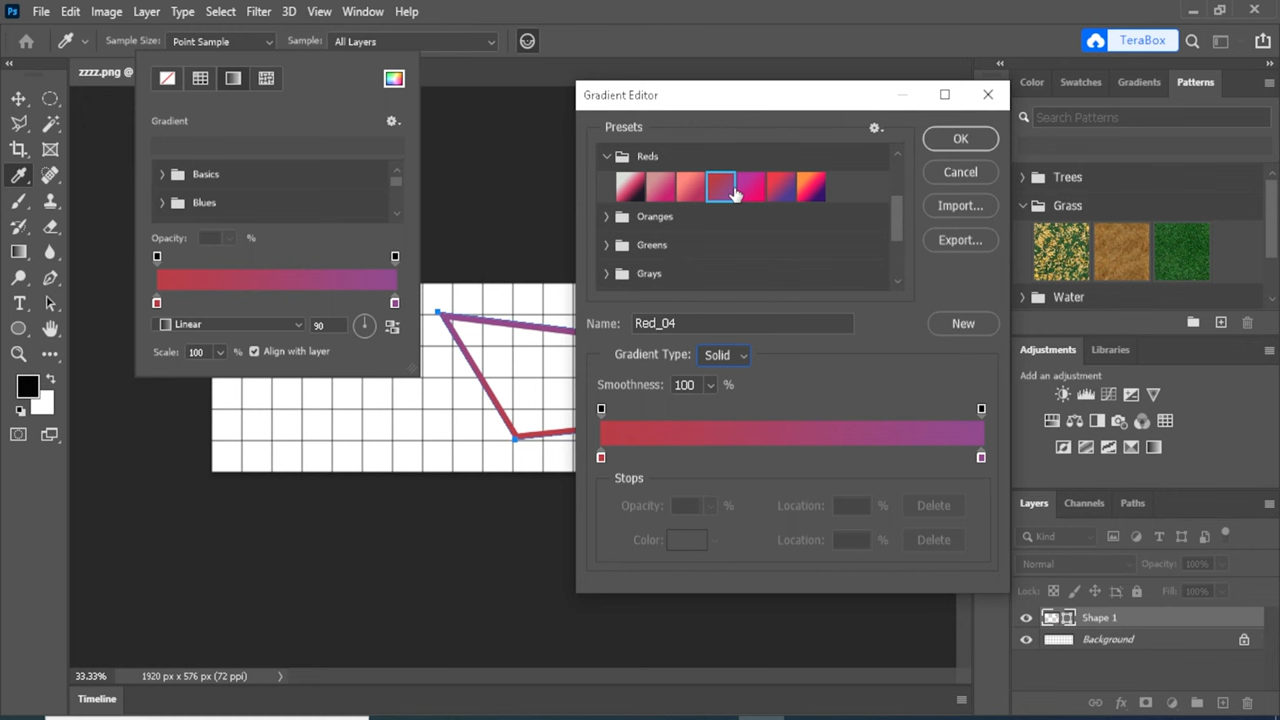 Ps File Edit Image Layer Type Select Filter 3D View Window Help
Sample Size: Point Sample Sample: All Layers TeraBox
zzzz.png @
Gradient
Basics
Blues
Opacity: %
Linear 90
Scale: 100 % Align with layer
Gradient Editor
Presets
Reds
Oranges
Greens
Grays
OK
Cancel
Import...
Export...
Name: Red_04 New
Gradient Type: Solid
Smoothness: 100 %
Stops
Opacity: % Location: % Delete
Color: Location: % Delete
Color Swatches Gradients Patterns
Search Patterns
Trees
Grass
Water
Adjustments Libraries
Add an adjustment
Layers Channels Paths
Kind
Normal Opacity: 100%
Lock: Fill: 100%
Shape 1
Background
33.33% 1920 px x 576 px (72 ppi)
Timeline